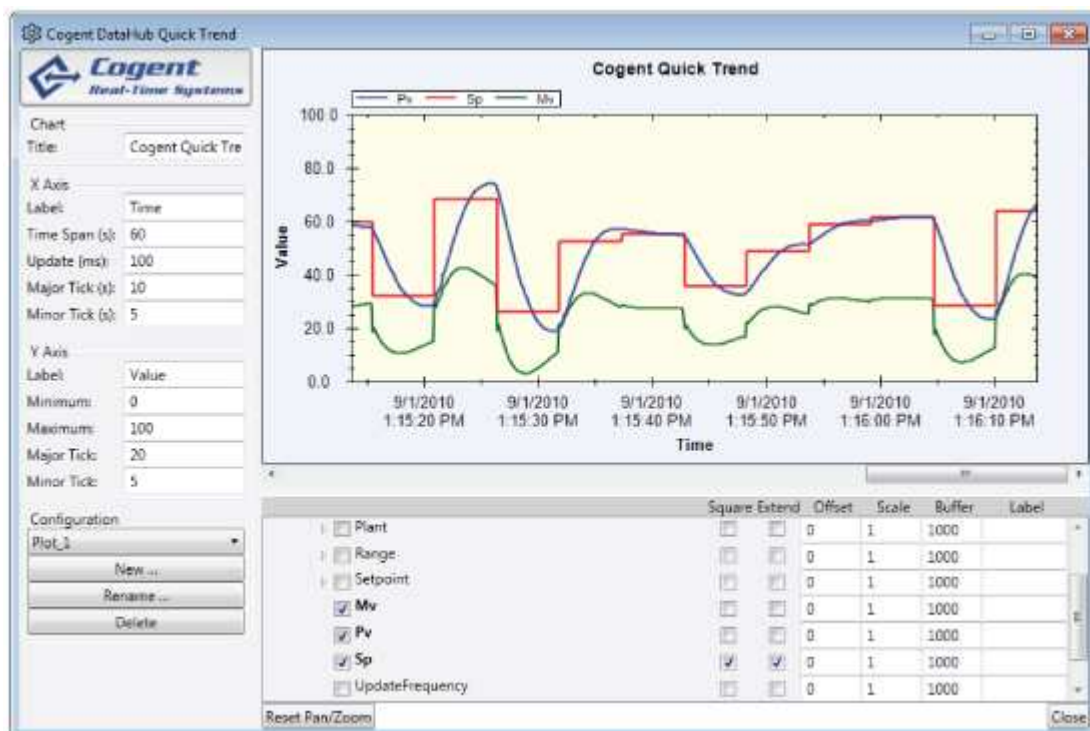 Cogent DataHub Quick Trend
Cogent
Real-Time Systems
Chart
Title: Cogent Quick Tre
X Axis
Label: Time
Time Span (s): 60
Update (ms): 100
Major Tick (s): 10
Minor Tick (s): 5
Y Axis
Label: Value
Minimum: 0
Maximum: 100
Major Tick: 20
Minor Tick: 5
Configuration
Plot_1
New ...
Rename ...
Delete
Cogent Quick Trend
Pv Sp Mv
100.0
80.0
60.0
40.0
20.0
0.0
Value
9/1/2010 9/1/2010 9/1/2010 9/1/2010 9/1/2010 9/1/2010
1:15:20 PM 1:15:30 PM 1:15:40 PM 1:15:50 PM 1:16:00 PM 1:16:10 PM
Time
Square Extend Offset Scale Buffer Label
Plant 0 1 1000
Range 0 1 1000
Setpoint 0 1 1000
Mv 0 1 1000
Pv 0 1 1000
Sp 0 1 1000
UpdateFrequency 0 1 1000
Reset Pan/Zoom Close